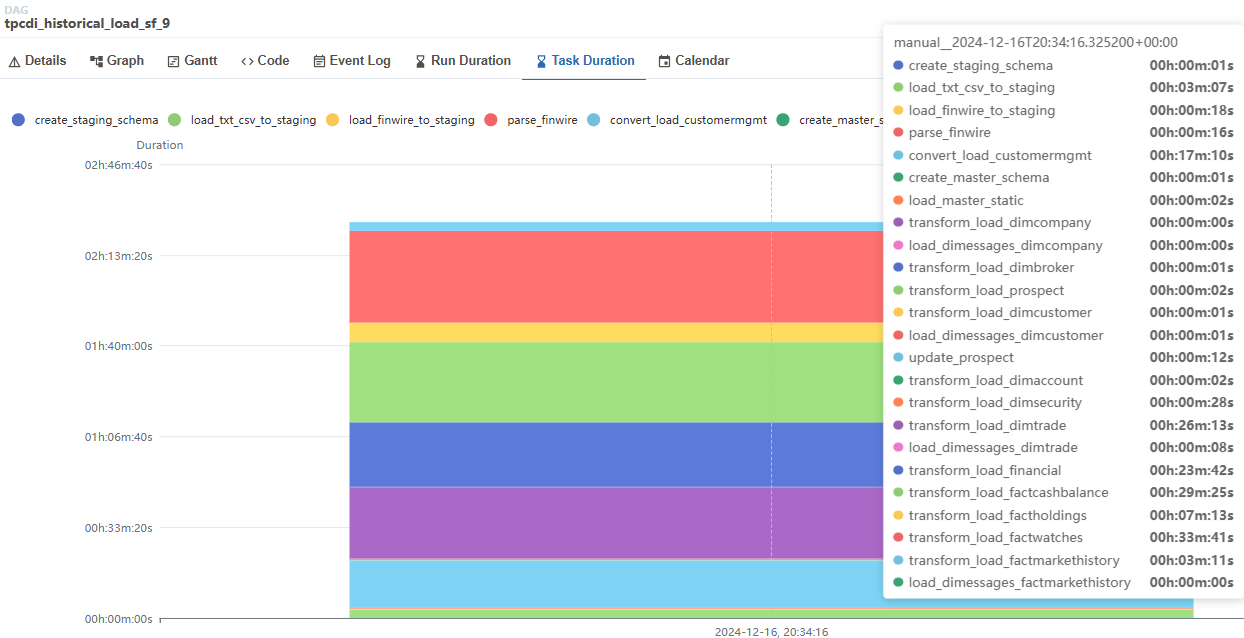 DAG
tpcdi_historical_load_sf_9
Details Graph Gantt <> Code Event Log Run Duration Task Duration Calendar
create_staging_schema load_txt_csv_to_staging load_finwire_to_staging parse_finwire convert_load_customermgmt create_master_s
Duration
02h:46m:40s
02h:13m:20s
01h:40m:00s
01h:06m:40s
00h:33m:20s
00h:00m:00s
2024-12-16, 20:34:16
manual__2024-12-16T20:34:16.325200+00:00
create_staging_schema 00h:00m:01s
load_txt_csv_to_staging 00h:03m:07s
load_finwire_to_staging 00h:00m:18s
parse_finwire 00h:00m:16s
convert_load_customermgmt 00h:17m:10s
create_master_schema 00h:00m:01s
load_master_static 00h:00m:02s
transform_load_dimcompany 00h:00m:00s
load_dimessages_dimcompany 00h:00m:00s
transform_load_dimbroker 00h:00m:01s
transform_load_prospect 00h:00m:02s
transform_load_dimcustomer 00h:00m:01s
load_dimessages_dimcustomer 00h:00m:01s
update_prospect 00h:00m:12s
transform_load_dimaccount 00h:00m:02s
transform_load_dimsecurity 00h:00m:28s
transform_load_dimtrade 00h:26m:13s
load_dimessages_dimtrade 00h:00m:08s
transform_load_financial 00h:23m:42s
transform_load_factcashbalance 00h:29m:25s
transform_load_factholdings 00h:07m:13s
transform_load_factwatches 00h:33m:41s
transform_load_factmarkethistory 00h:03m:11s
load_dimessages_factmarkethistory 00h:00m:00s